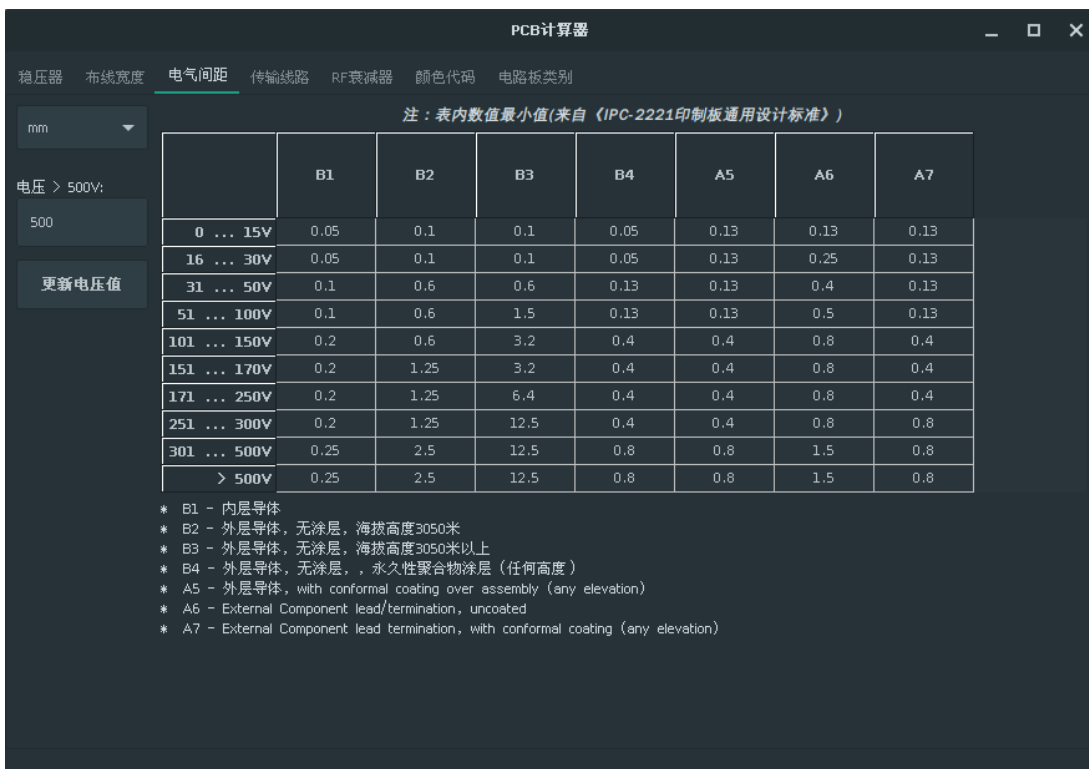 PCB计算器
稳压器 布线宽度 电气间距 传输线路 RF衰减器 颜色代码 电路板类别
mm
注：表内数值最小值(来自《IPC-2221印制板通用设计标准》)
电压 > 500V:
500
更新电压值
B1 B2 B3 B4 A5 A6 A7
0 ... 15V 0.05 0.1 0.1 0.05 0.13 0.13 0.13
16 ... 30V 0.05 0.1 0.1 0.05 0.13 0.25 0.13
31 ... 50V 0.1 0.6 0.6 0.13 0.13 0.4 0.13
51 ... 100V 0.1 0.6 1.5 0.13 0.13 0.5 0.13
101 ... 150V 0.2 0.6 3.2 0.4 0.4 0.8 0.4
151 ... 170V 0.2 1.25 3.2 0.4 0.4 0.8 0.4
171 ... 250V 0.2 1.25 6.4 0.4 0.4 0.8 0.4
251 ... 300V 0.2 1.25 12.5 0.4 0.4 0.8 0.8
301 ... 500V 0.25 2.5 12.5 0.8 0.8 1.5 0.8
> 500V 0.25 2.5 12.5 0.8 0.8 1.5 0.8
* B1 - 内层导体
* B2 - 外层导体，无涂层，海拔高度3050米
* B3 - 外层导体，无涂层，海拔高度3050米以上
* B4 - 外层导体，无涂层，，永久性聚合物涂层（任何高度）
* A5 - 外层导体，with conformal coating over assembly (any elevation)
* A6 - External Component lead/termination, uncoated
* A7 - External Component lead termination, with conformal coating (any elevation)